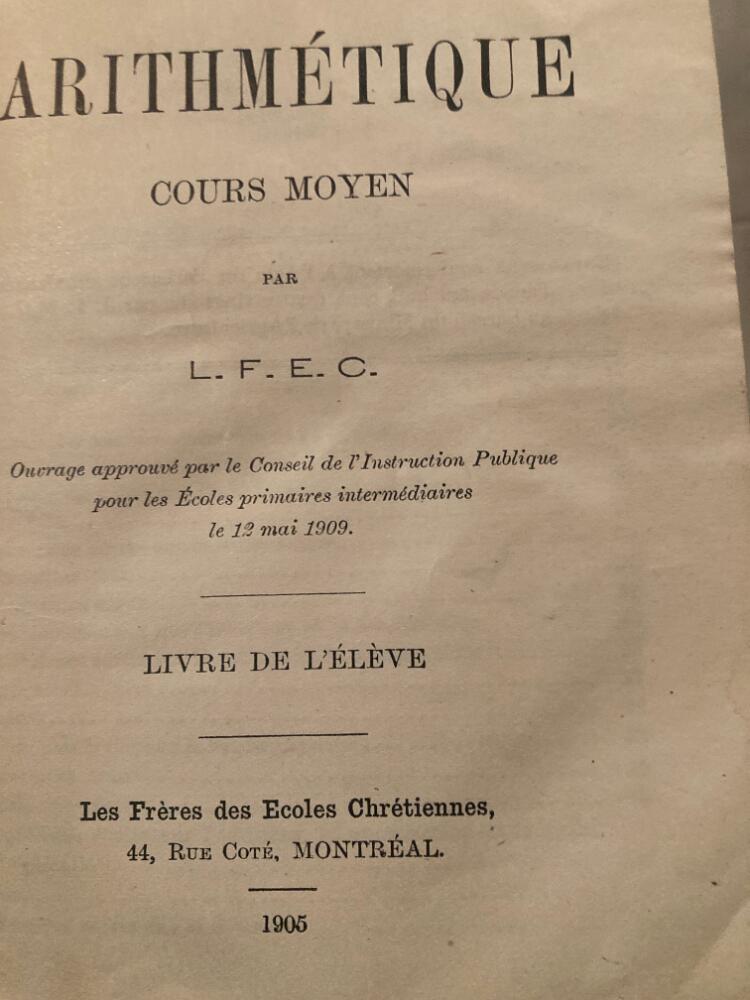 ARITHMÉTIQUE
COURS MOYEN
PAR
L. F. E. C.
Ouvrage approuvé par le Conseil de l'Instruction Publique
pour les Écoles primaires intermédiaires
le 12 mai 1909.
LIVRE DE L'ÉLÈVE
Les Frères des Ecoles Chrétiennes,
44, RUE COTÉ, MONTRÉAL.
1905